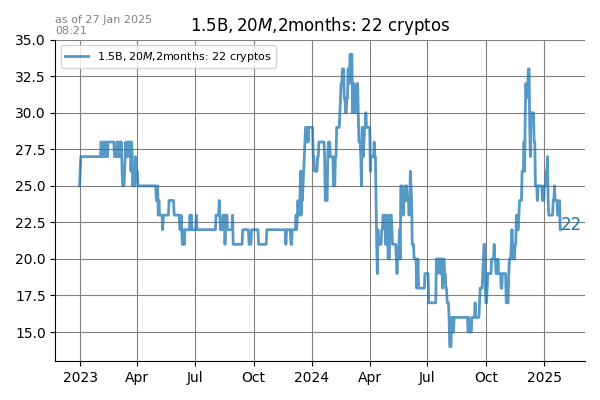 as of 27 Jan 2025
08:21
1.5B, 20M,2months: 22 cryptos
1.5B, 20M,2months: 22 cryptos
35.0
32.5
30.0
27.5
25.0
22.5
20.0
17.5
15.0
22
2023
Apr
Jul
Oct
2024
Apr
Jul
Oct
2025